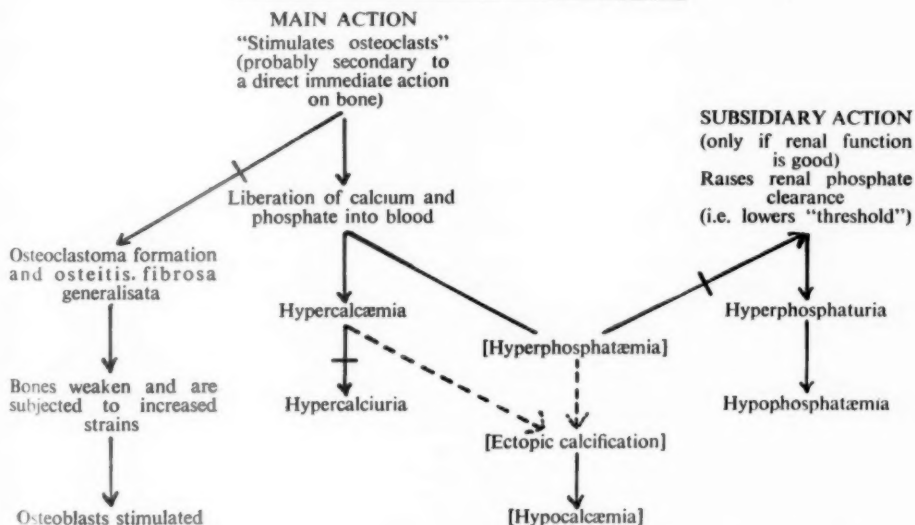 MAIN ACTION
“Stimulates osteoclasts”
(probably secondary to
a direct immediate action
on bone)
SUBSIDIARY ACTION
(only if renal function
is good)
Raises renal phosphate
clearance
(i.e. lowers “threshold”)
Liberation of calcium and
phosphate into blood
Osteoclastoma formation
and osteitis. fibrosa
generalisata
Hypercalcæmia
Hyperphosphaturia
[Hyperphosphatæmia]
Bones weaken and are
subjected to increased
strains
Hypercalciuria
Hypophosphatæmia
[Ectopic calcification]
Osteoblasts stimulated
[Hypocalcæmia]